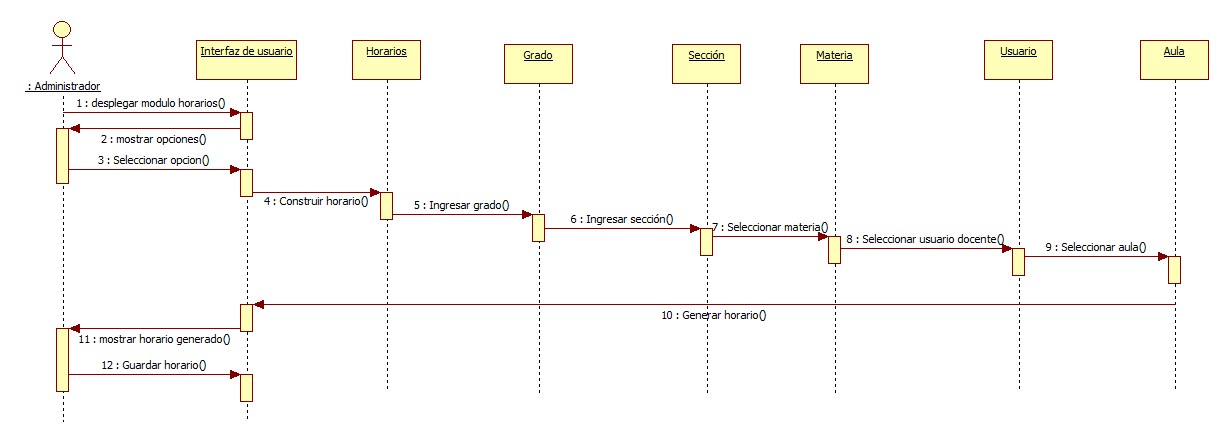 : Administrador
Interfaz de usuario
Horarios
Grado
Sección
Materia
Usuario
Aula
1 : desplegar modulo horarios()
2 : mostrar opciones()
3 : Seleccionar opcion()
4 : Construir horario()
5 : Ingresar grado()
6 : Ingresar sección()
7 : Seleccionar materia()
8 : Seleccionar usuario docente()
9 : Seleccionar aula()
10 : Generar horario()
11 : mostrar horario generado()
12 : Guardar horario()